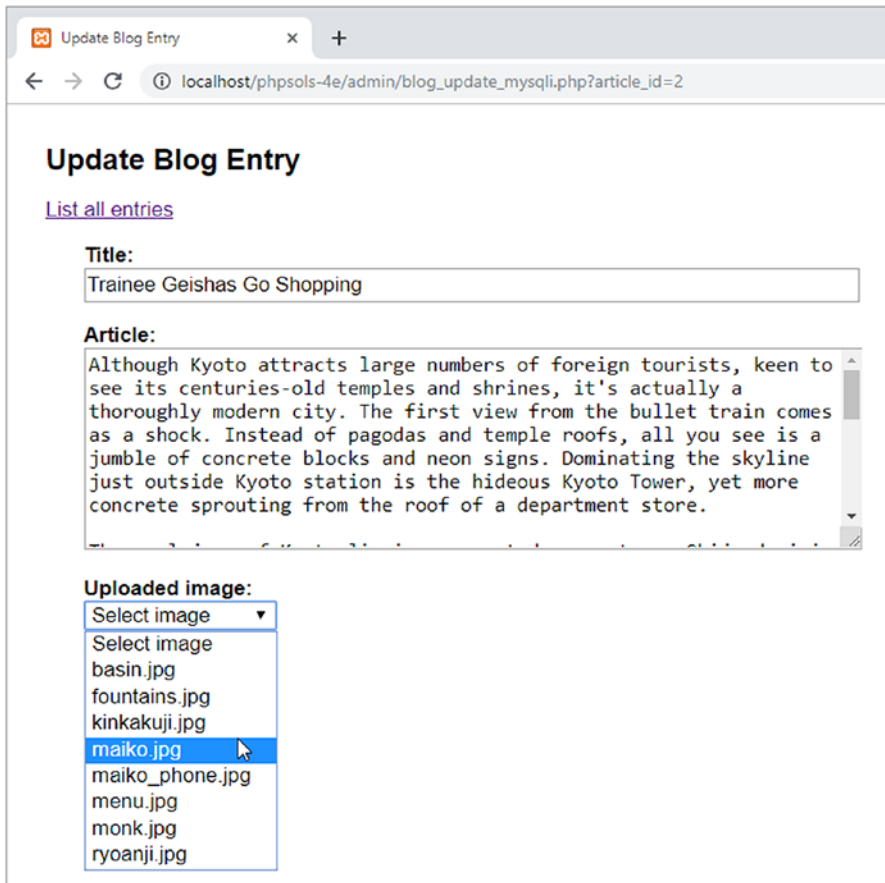 Update Blog Entry
localhost/phpsols-4e/admin/blog_update_mysqli.php?article_id=2
Update Blog Entry
List all entries
Title:
Trainee Geishas Go Shopping
Article:
Although Kyoto attracts large numbers of foreign tourists, keen to
see its centuries-old temples and shrines, it's actually a
thoroughly modern city. The first view from the bullet train comes
as a shock. Instead of pagodas and temple roofs, all you see is a
jumble of concrete blocks and neon signs. Dominating the skyline
just outside Kyoto station is the hideous Kyoto Tower, yet more
concrete sprouting from the roof of a department store.
Uploaded image:
Select image
Select image
basin.jpg
fountains.jpg
kinkakuji.jpg
maiko.jpg
maiko_phone.jpg
menu.jpg
monk.jpg
ryoanji.jpg